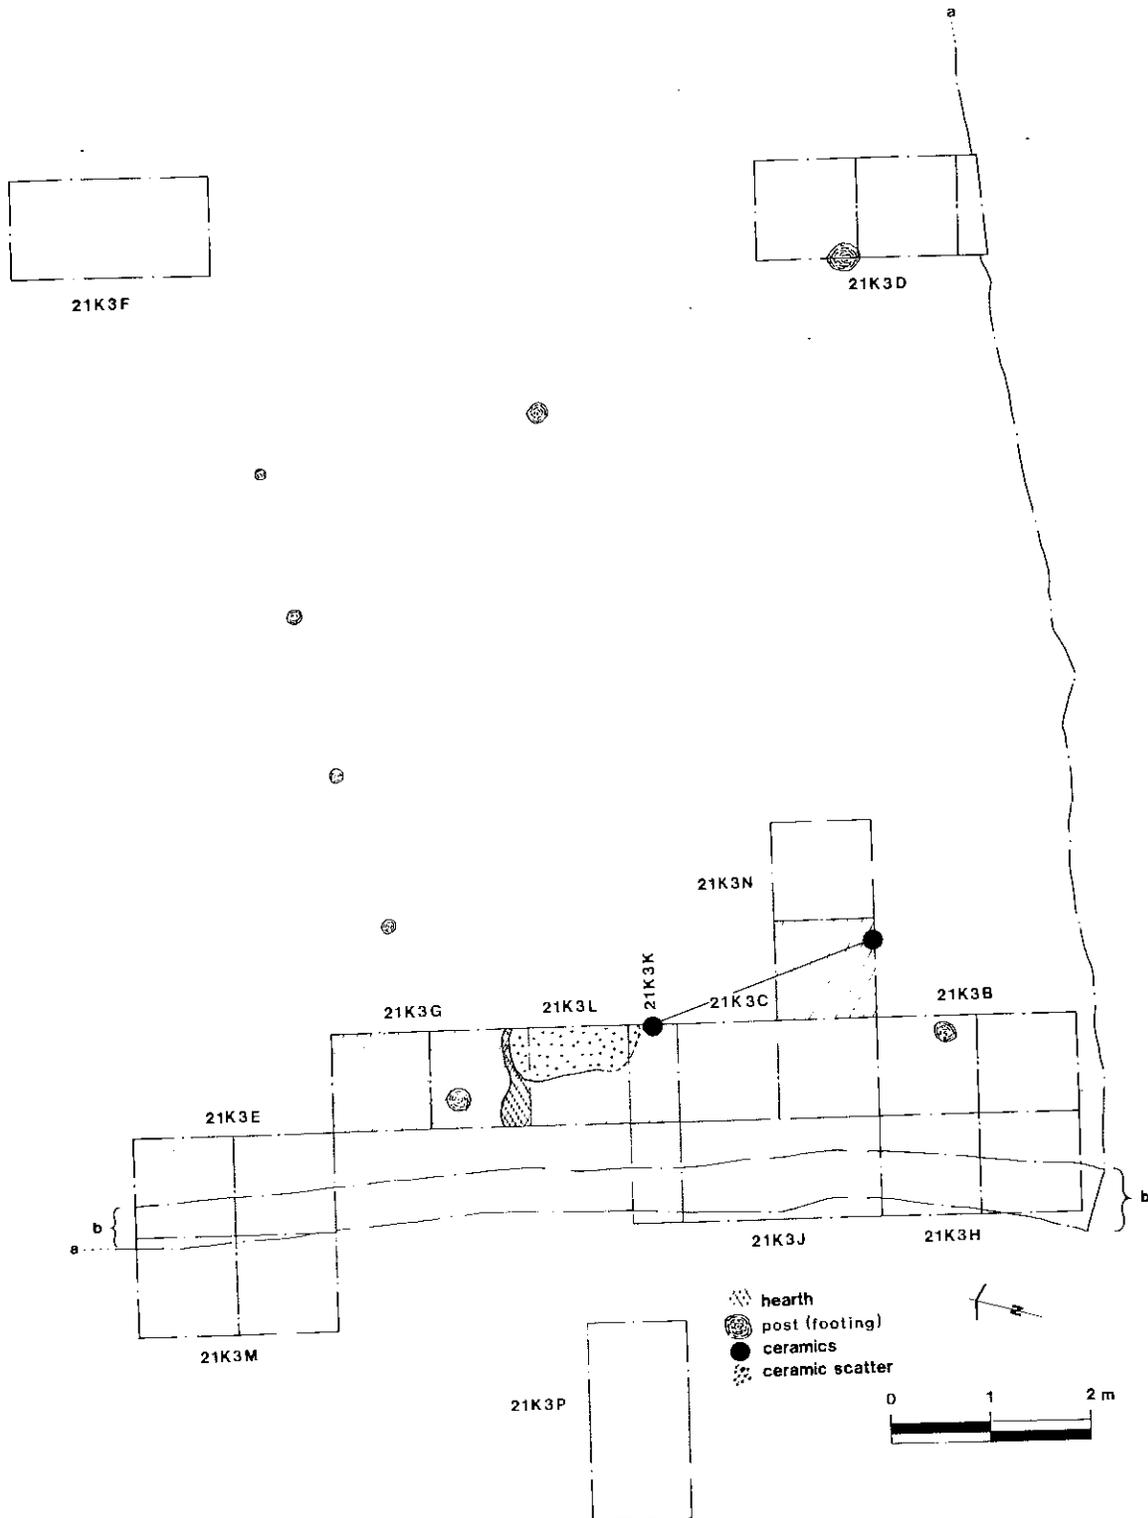 a
21K3F
21K3D
21K3N
21K3K
21K3G
21K3L
21K3C
21K3B
21K3E
b
a
b
21K3J
21K3H
21K3M
21K3P
hearth
post (footing)
ceramics
ceramic scatter
N
0 1 2 m